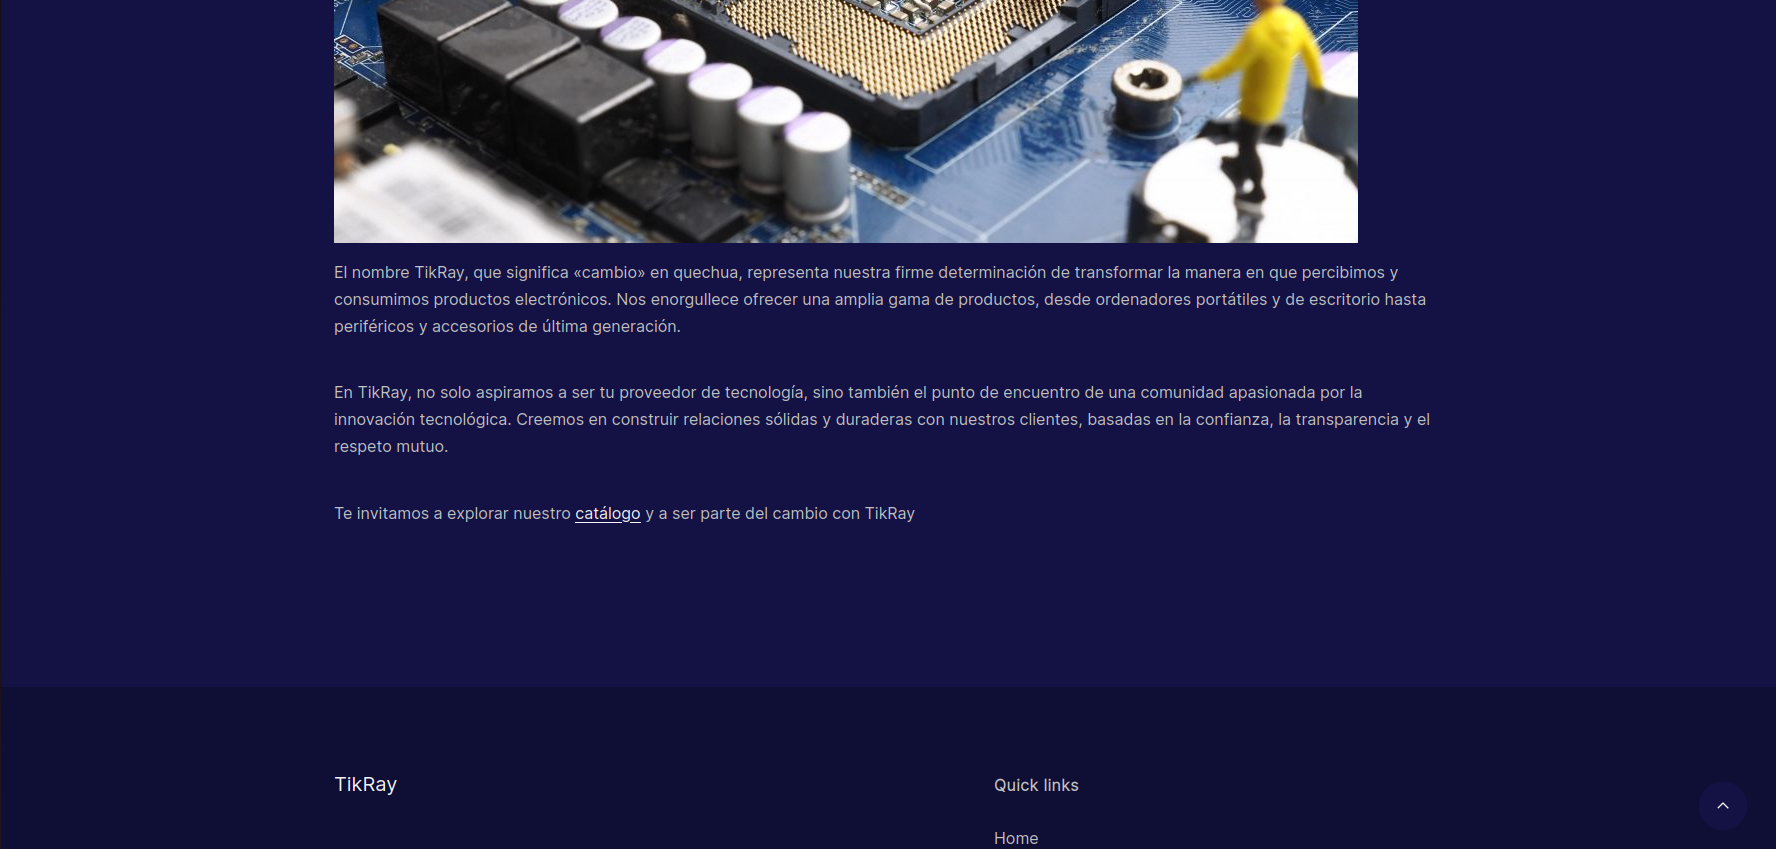 El nombre TikRay, que significa «cambio» en quechua, representa nuestra firme determinación de transformar la manera en que percibimos y
consumimos productos electrónicos. Nos enorgullece ofrecer una amplia gama de productos, desde ordenadores portátiles y de escritorio hasta
periféricos y accesorios de última generación.
En TikRay, no solo aspiramos a ser tu proveedor de tecnología, sino también el punto de encuentro de una comunidad apasionada por la
innovación tecnológica. Creemos en construir relaciones sólidas y duraderas con nuestros clientes, basadas en la confianza, la transparencia y el
respeto mutuo.
Te invitamos a explorar nuestro catálogo y a ser parte del cambio con TikRay
TikRay
Quick links
Home